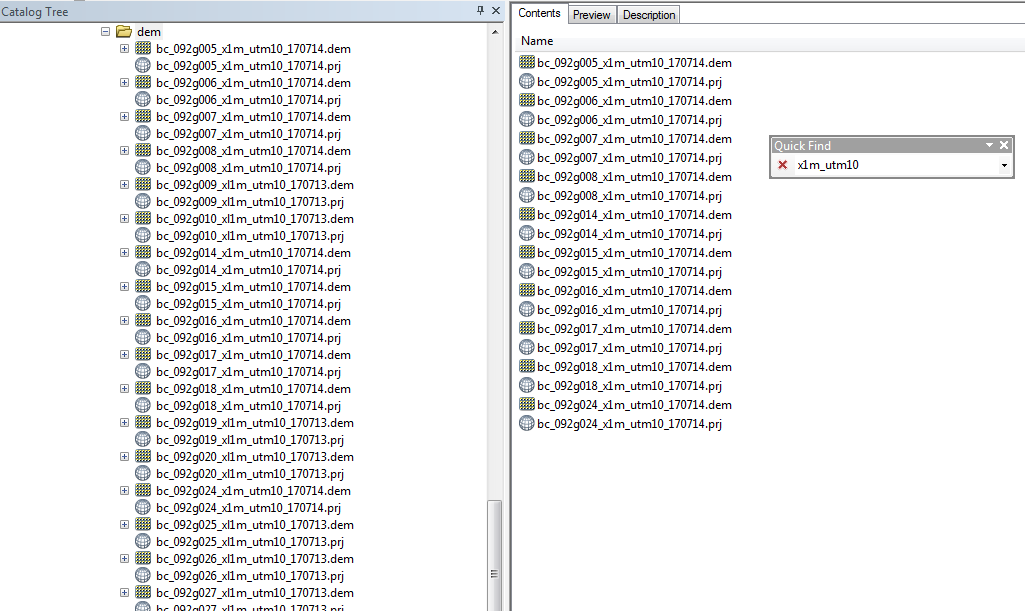 Catalog Tree
dem
bc_092g005_x1m_utm10_170714.dem
bc_092g005_x1m_utm10_170714.prj
bc_092g006_x1m_utm10_170714.dem
bc_092g006_x1m_utm10_170714.prj
bc_092g007_x1m_utm10_170714.dem
bc_092g007_x1m_utm10_170714.prj
bc_092g008_x1m_utm10_170714.dem
bc_092g008_x1m_utm10_170714.prj
bc_092g009_xl1m_utm10_170713.dem
bc_092g009_xl1m_utm10_170713.prj
bc_092g010_xl1m_utm10_170713.dem
bc_092g010_xl1m_utm10_170713.prj
bc_092g014_x1m_utm10_170714.dem
bc_092g014_x1m_utm10_170714.prj
bc_092g015_x1m_utm10_170714.dem
bc_092g015_x1m_utm10_170714.prj
bc_092g016_x1m_utm10_170714.dem
bc_092g016_x1m_utm10_170714.prj
bc_092g017_x1m_utm10_170714.dem
bc_092g017_x1m_utm10_170714.prj
bc_092g018_x1m_utm10_170714.dem
bc_092g018_x1m_utm10_170714.prj
bc_092g019_xl1m_utm10_170713.dem
bc_092g019_xl1m_utm10_170713.prj
bc_092g020_xl1m_utm10_170713.dem
bc_092g020_xl1m_utm10_170713.prj
bc_092g024_x1m_utm10_170714.dem
bc_092g024_x1m_utm10_170714.prj
bc_092g025_xl1m_utm10_170713.dem
bc_092g025_xl1m_utm10_170713.prj
bc_092g026_xl1m_utm10_170713.dem
bc_092g026_xl1m_utm10_170713.prj
bc_092g027_xl1m_utm10_170713.dem
bc_092g027_xl1m_utm10_170713.prj
Contents Preview Description
Name
bc_092g005_x1m_utm10_170714.dem
bc_092g005_x1m_utm10_170714.prj
bc_092g006_x1m_utm10_170714.dem
bc_092g006_x1m_utm10_170714.prj
bc_092g007_x1m_utm10_170714.dem
bc_092g007_x1m_utm10_170714.prj
bc_092g008_x1m_utm10_170714.dem
bc_092g008_x1m_utm10_170714.prj
bc_092g014_x1m_utm10_170714.dem
bc_092g014_x1m_utm10_170714.prj
bc_092g015_x1m_utm10_170714.dem
bc_092g015_x1m_utm10_170714.prj
bc_092g016_x1m_utm10_170714.dem
bc_092g016_x1m_utm10_170714.prj
bc_092g017_x1m_utm10_170714.dem
bc_092g017_x1m_utm10_170714.prj
bc_092g018_x1m_utm10_170714.dem
bc_092g018_x1m_utm10_170714.prj
bc_092g024_x1m_utm10_170714.dem
bc_092g024_x1m_utm10_170714.prj
Quick Find
x1m_utm10